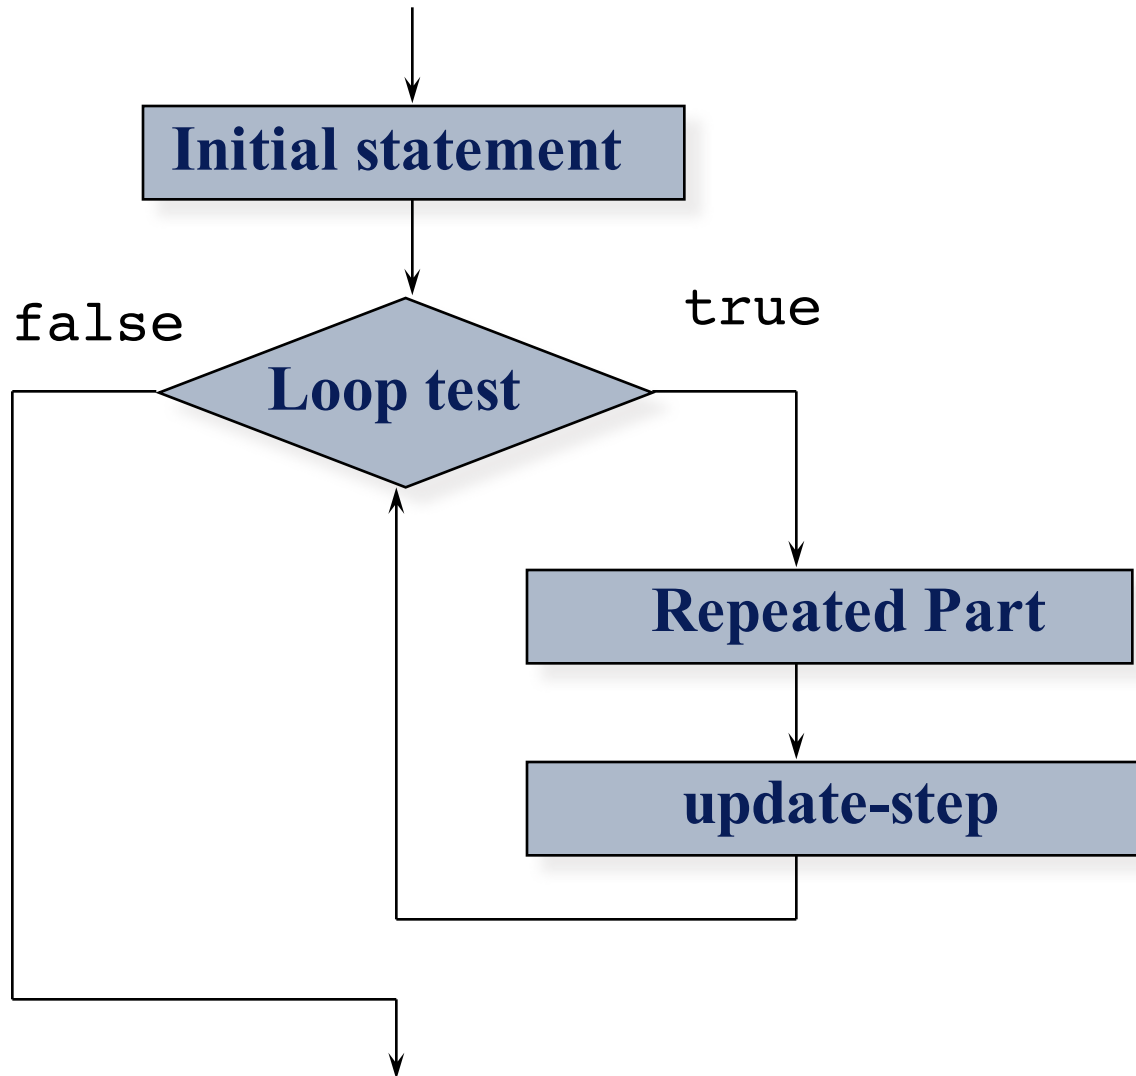 Initial statement
false
true
Loop test
Repeated Part
update-step